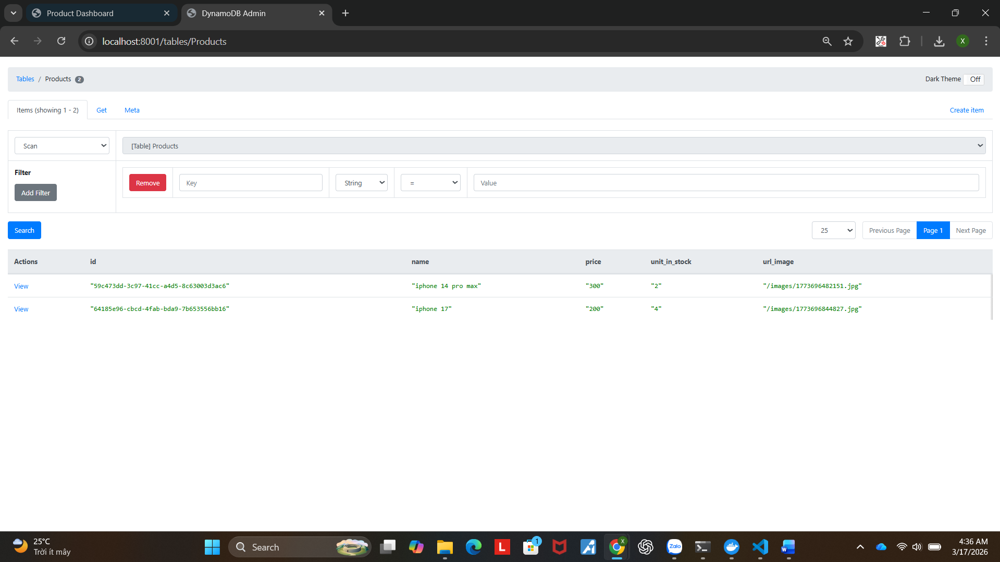 Product Dashboard
DynamoDB Admin
localhost:8001/tables/Products
X
Tables / Products 2
Dark Theme Off
Items (showing 1 - 2) Get Meta Create item
Scan [Table] Products
Filter
Add Filter
Remove Key String = Value
Search 25 Previous Page Page 1 Next Page
Actions id name price unit_in_stock url_image
View "59c473dd-3c97-41cc-a4d5-8c63003d3ac6" "iphone 14 pro max" "300" "2" "/images/1773696482151.jpg"
View "64185e96-cbcd-4fab-bda9-7b653556bb16" "iphone 17" "200" "4" "/images/1773696844827.jpg"
25°C
Trời ít mây
Search
L
1
X
Zalo
W
4:36 AM
3/17/2026